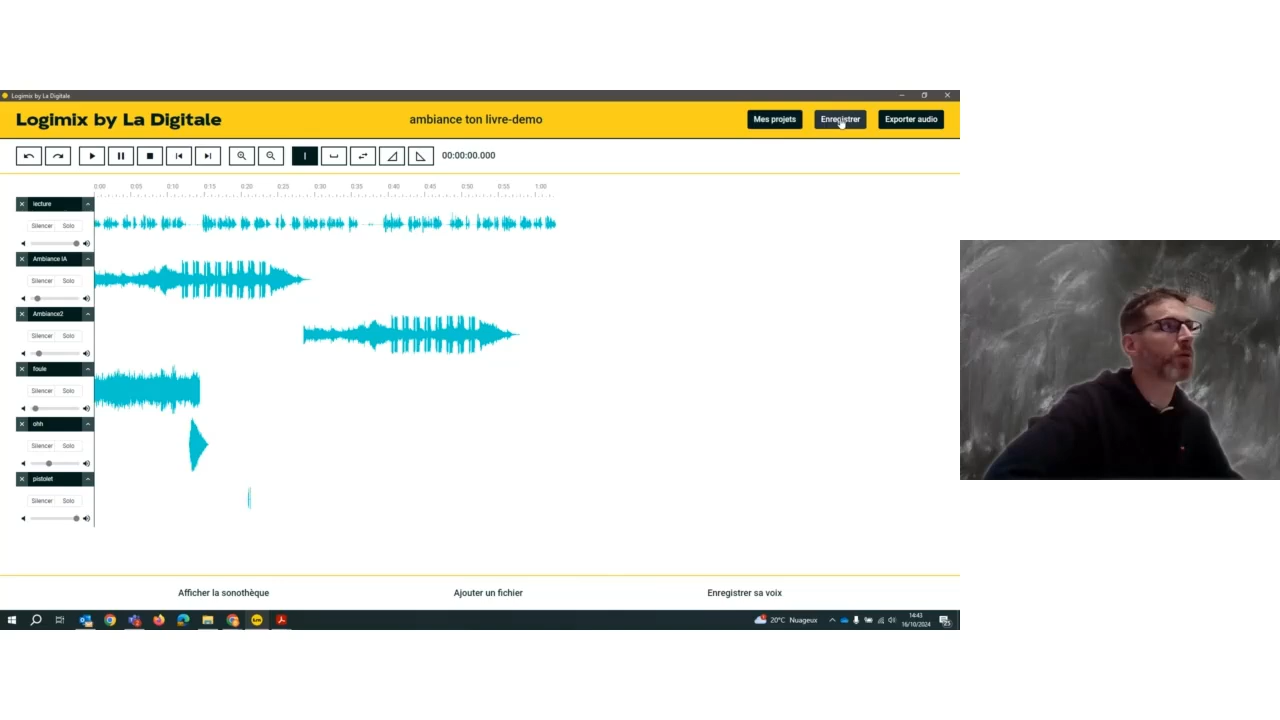 Logimix by La Digitale
Logimix by La Digitale
ambiance ton livre-demo
Mes projets
Enregistrer
Exporter audio
00:00:00.000
0:00 0:05 0:10 0:15 0:20 0:25 0:30 0:35 0:40 0:45 0:50 0:55 1:00
lecture
Silencer Solo
Ambiance IA
Silencer Solo
Ambiance2
Silencer Solo
foule
Silencer Solo
ohh
Silencer Solo
pistolet
Silencer Solo
Afficher la sonothèque
Ajouter un fichier
Enregistrer sa voix
20°C Nuageux
14:43
16/10/2024